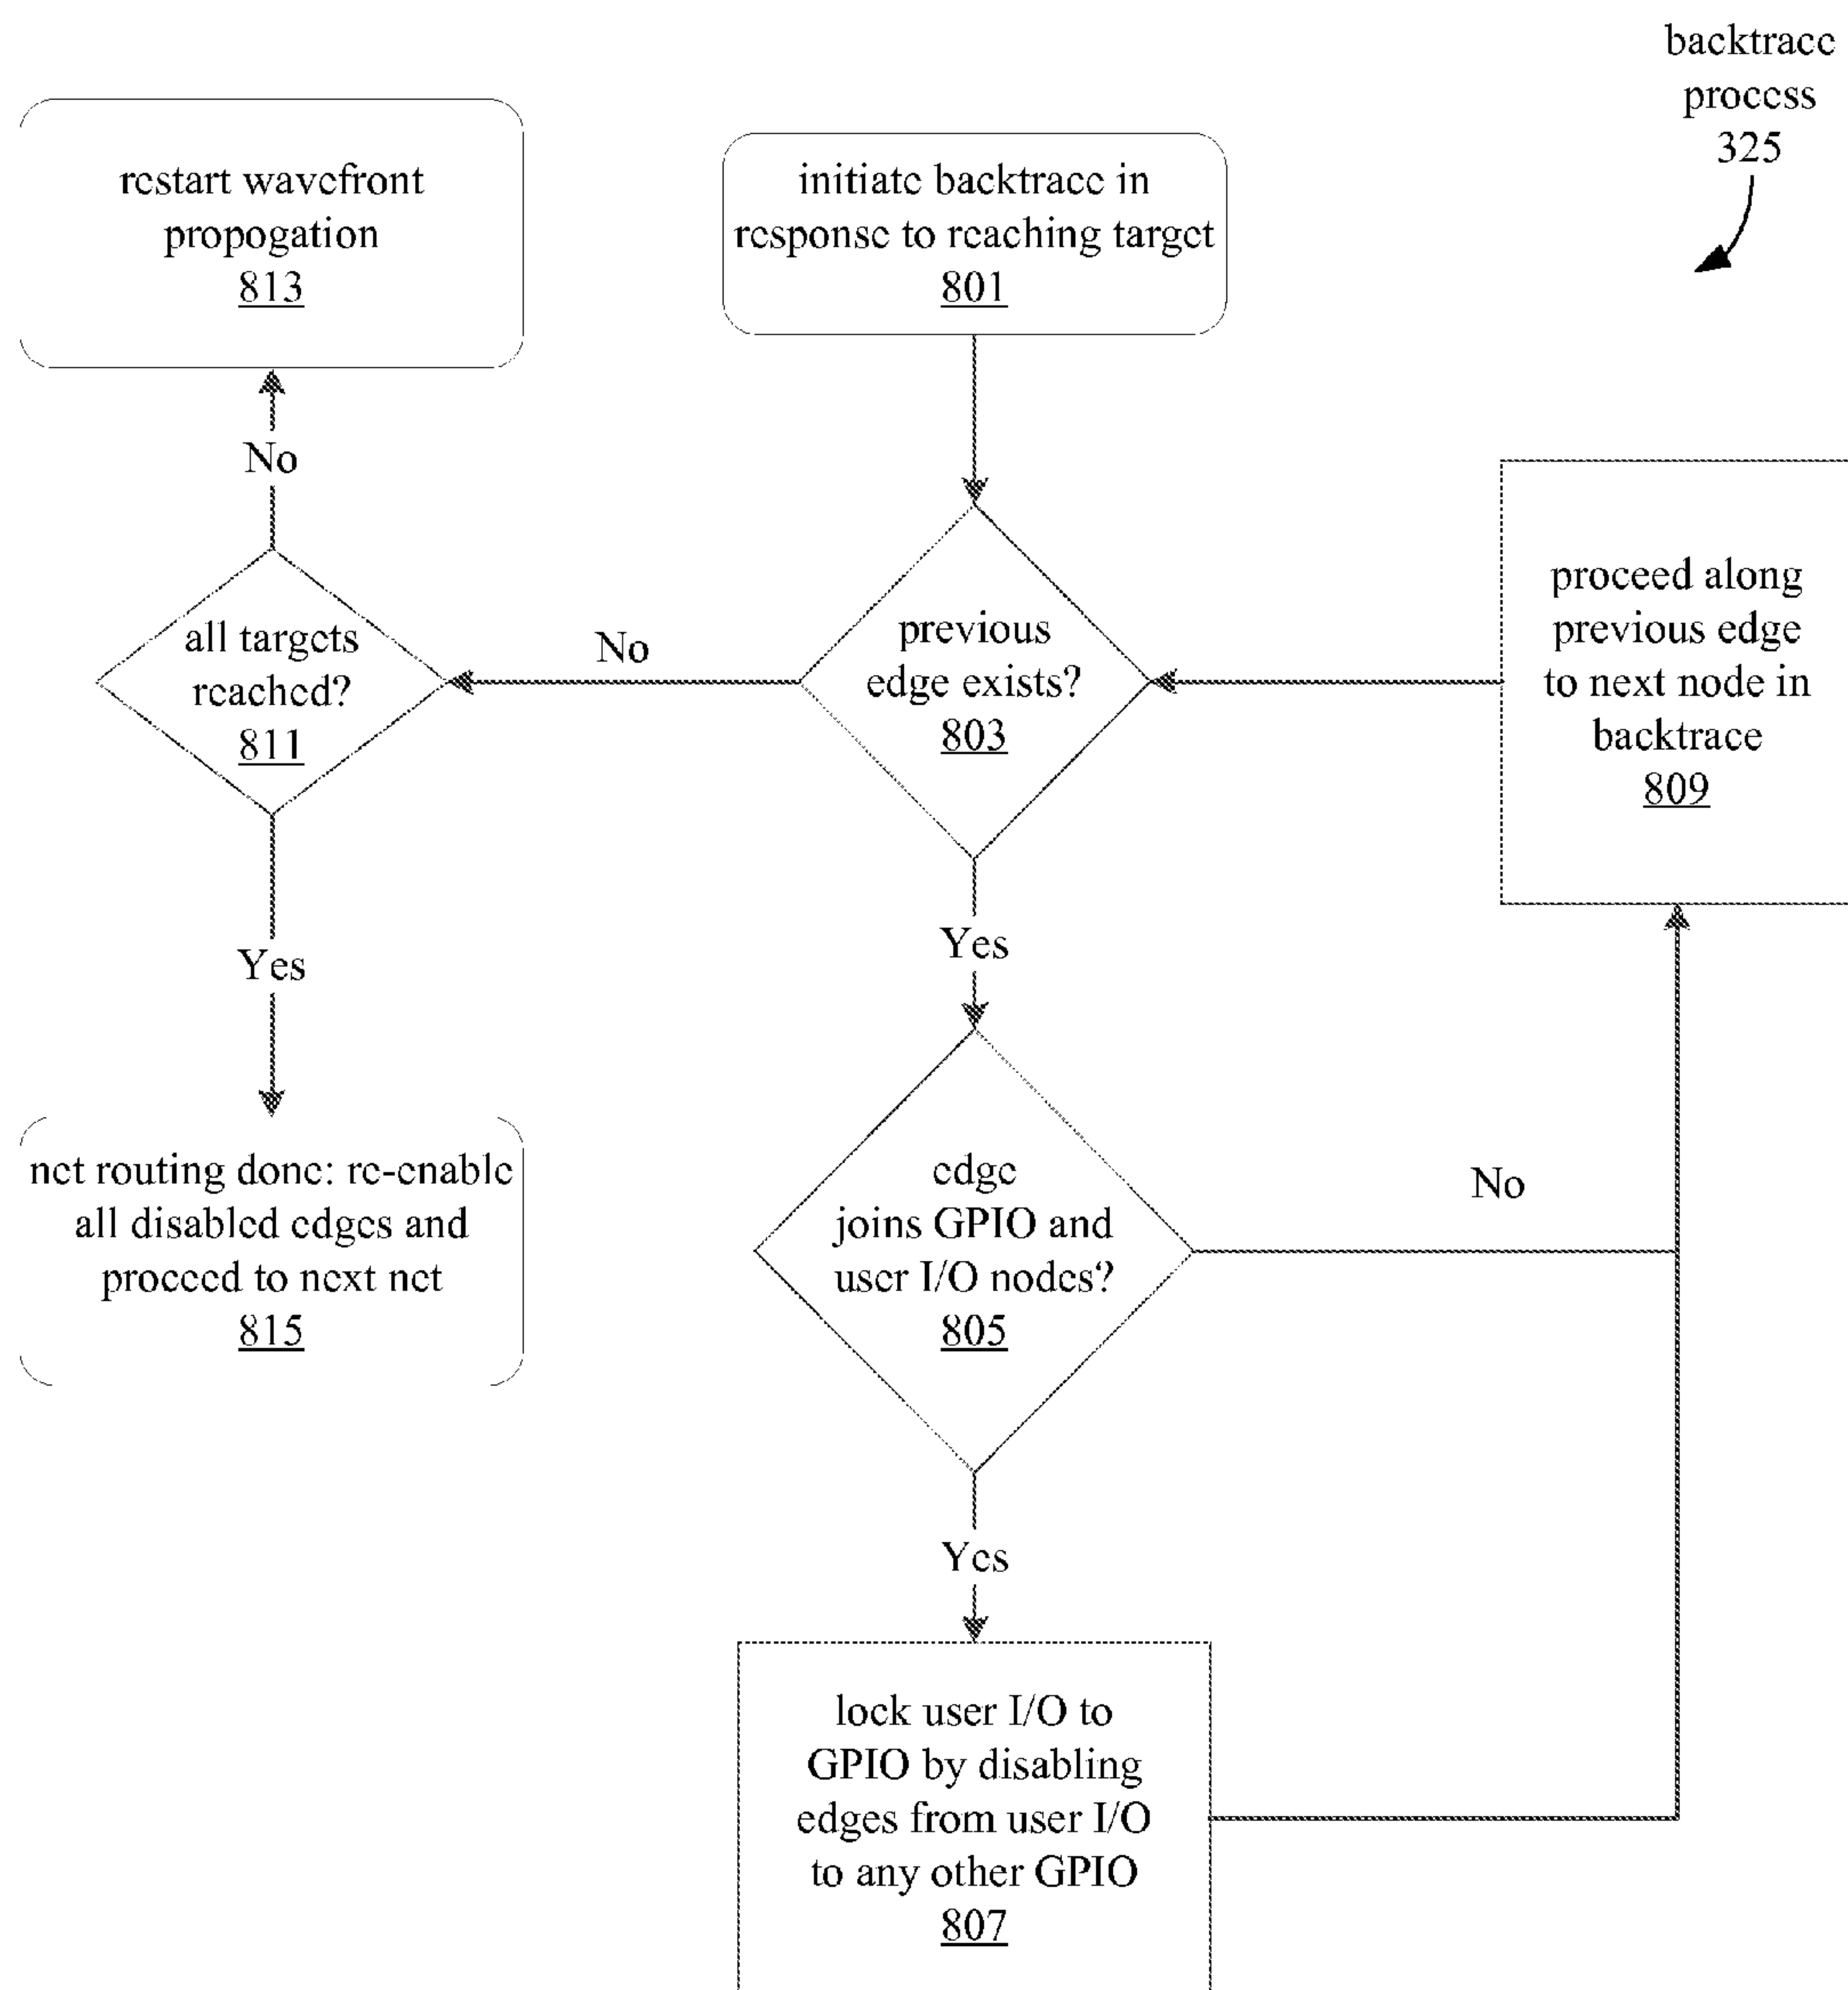 backtrace
process
325
restart wavefront
propogation
813
initiate backtrace in
response to reaching target
801
No
all targets
reached?
811
No
previous
edge exists?
803
proceed along
previous edge
to next node in
backtrace
809
Yes
Yes
net routing done: re-enable
all disabled edges and
proceed to next net
815
edge
joins GPIO and
user I/O nodes?
805
No
Yes
lock user I/O to
GPIO by disabling
edges from user I/O
to any other GPIO
807